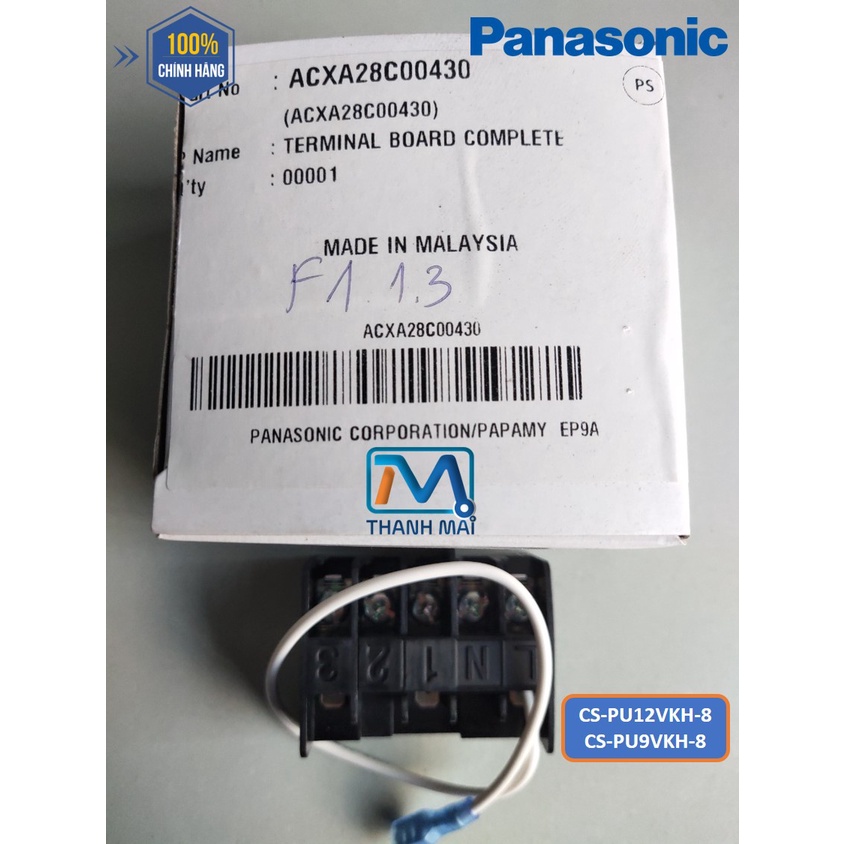 100%
CHÍNH HÃNG
Panasonic
No : ACXA28C00430
PS
(ACXA28C00430)
Name : TERMINAL BOARD COMPLETE
'ty : 00001
MADE IN MALAYSIA
F1.1.3
ACXA28C00430
PANASONIC CORPORATION/PAPAMY EP9A
THANH MAI
3 2 1 N L
CS-PU12VKH-8
CS-PU9VKH-8